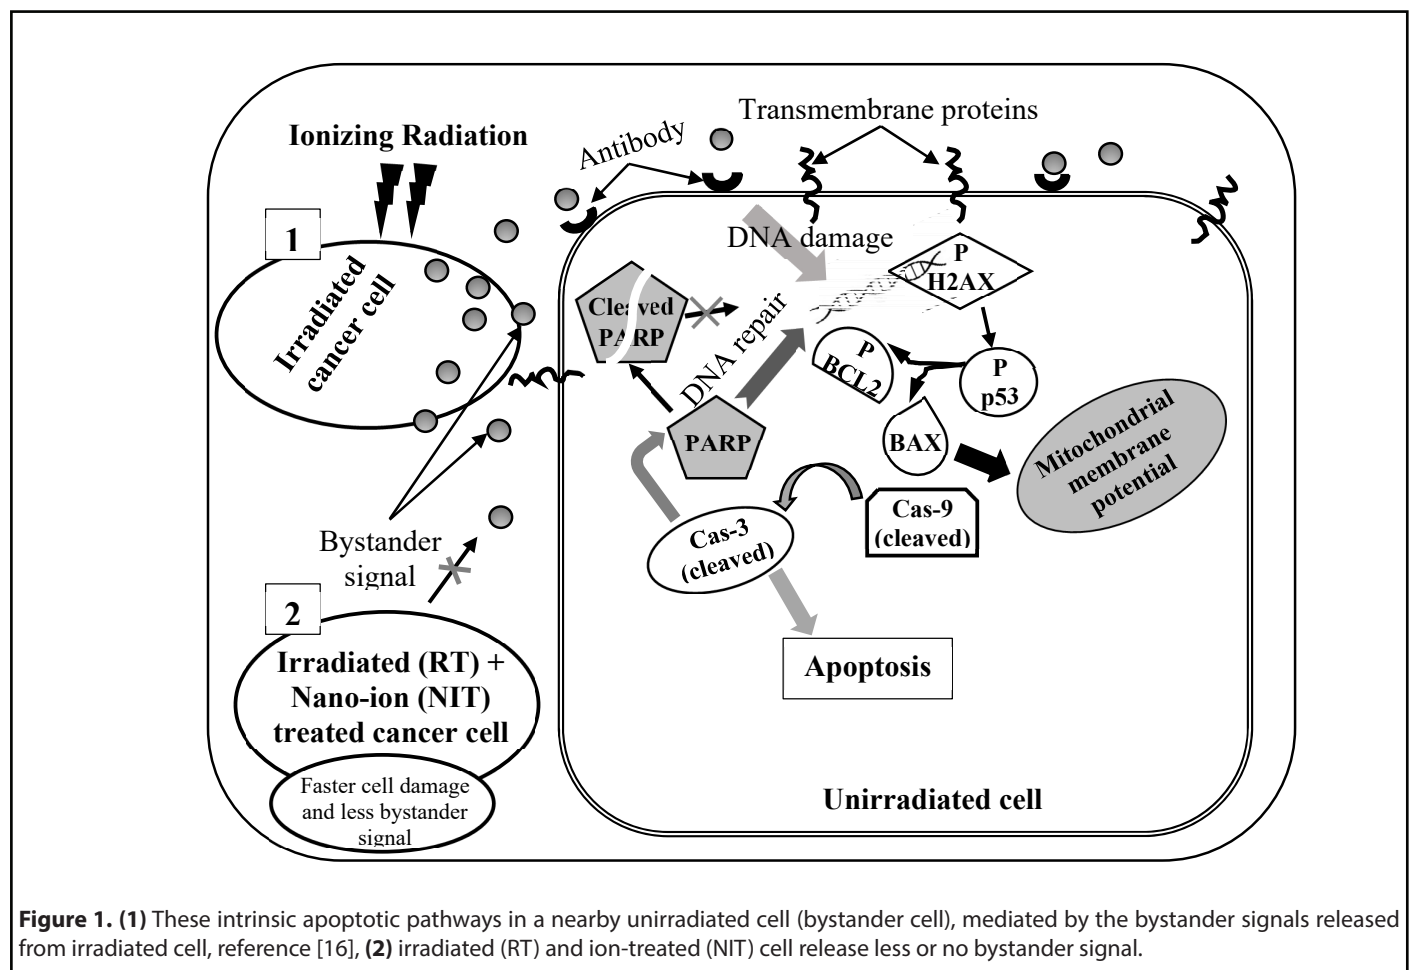 Transmembrane proteins
Ionizing Radiation
Antibody
1
Irradiated
cancer cell
DNA damage
P
H2AX
Cleaved
PARP
DNA repair
P
BCL2
P
p53
PARP
BAX
Mitochondrial
membrane
potential
Cas-9
(cleaved)
Cas-3
(cleaved)
Bystander
signal
2
Irradiated (RT) +
Nano-ion (NIT)
treated cancer cell
Apoptosis
Faster cell damage
and less bystander
signal
Unirradiated cell
Figure 1. (1) These intrinsic apoptotic pathways in a nearby unirradiated cell (bystander cell), mediated by the bystander signals released
from irradiated cell, reference [16], (2) irradiated (RT) and ion-treated (NIT) cell release less or no bystander signal.